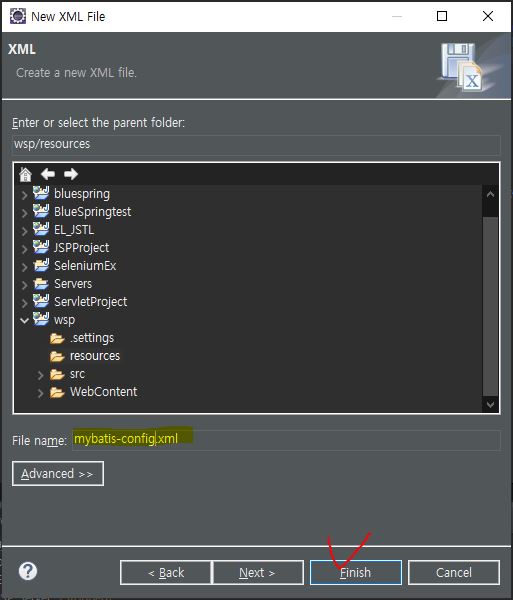 New XML File
XML
Create a new XML file.
Enter or select the parent folder:
wsp/resources
bluespring
BlueSpringtest
EL_JSTL
JSPProject
SeleniumEx
Servers
ServletProject
wsp
.settings
resources
src
WebContent
File name: mybatis-config.xml
Advanced >>
< Back Next > Finish Cancel